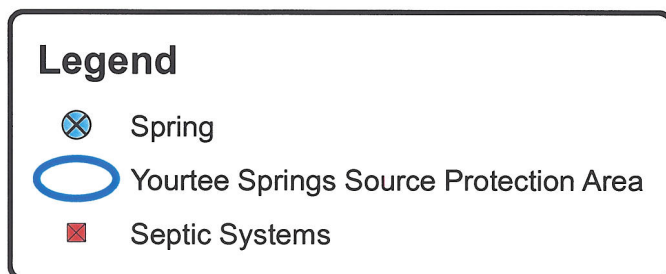 Legend
Spring
Yourtee Springs Source Protection Area
Septic Systems